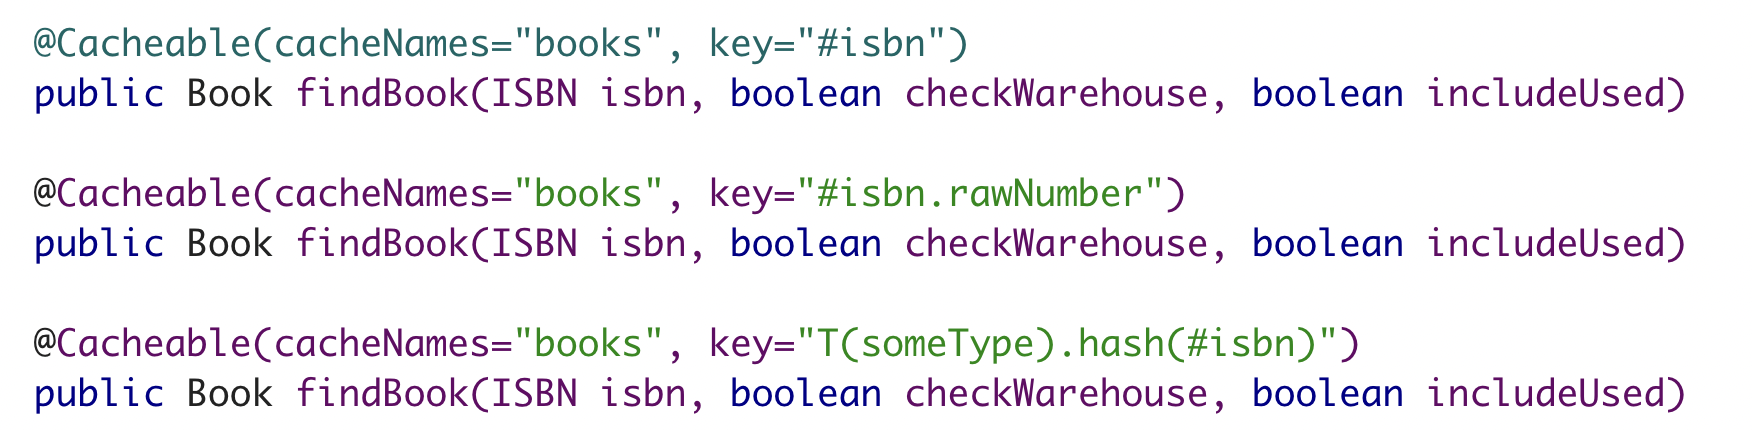 @Cacheable(cacheNames="books", key="#isbn")
public Book findBook(ISBN isbn, boolean checkWarehouse, boolean includeUsed)
@Cacheable(cacheNames="books", key="#isbn.rawNumber")
public Book findBook(ISBN isbn, boolean checkWarehouse, boolean includeUsed)
@Cacheable(cacheNames="books", key="T(someType).hash(#isbn)")
public Book findBook(ISBN isbn, boolean checkWarehouse, boolean includeUsed)